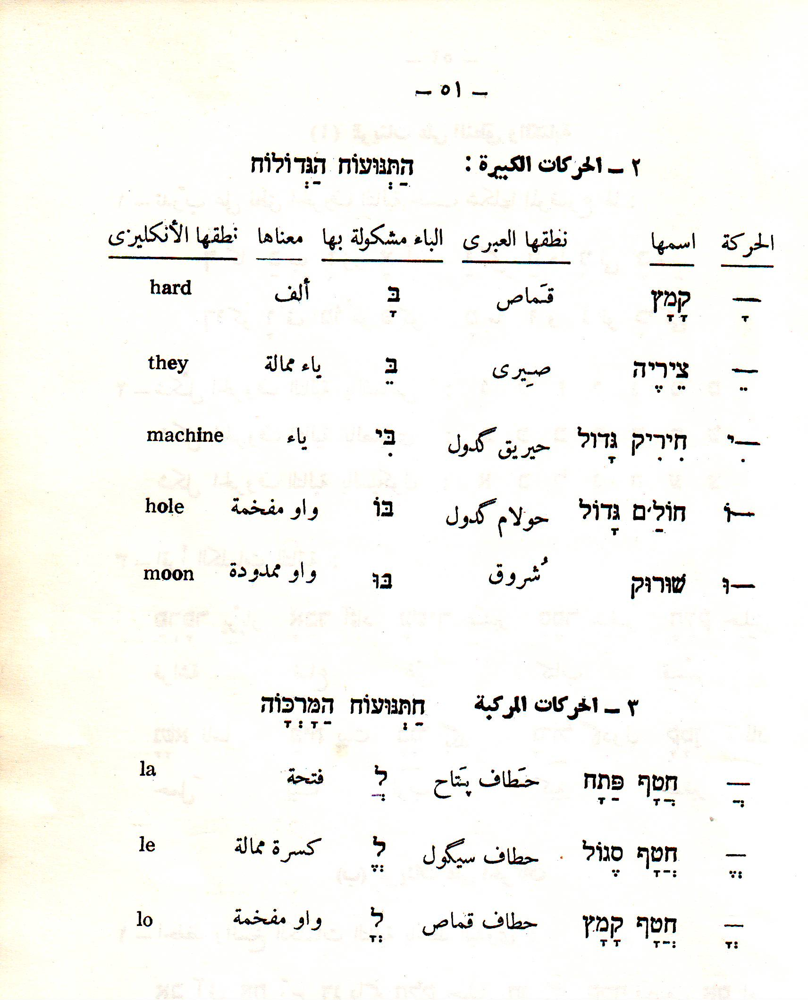 — ٥١ —
٢ — الحركات الكبيرة : הַתְּנוּעוֹת הַגְּדוֹלוֹת
الحركة اسمها نطقها العبرى الباء مشكولة بها معناها نطقها الأنكليزى
—ָ קָמָץ قَماص בָּ ألف hard
—ֵ צֵירֶיה صِيرى בֵּ ياء ممالة they
—ִי חִירִיק גָּדוֹל حيريق گدول בִּי ياء machine
—וֹ חוֹלַ׳ם גָּדוֹל حولام گدول בּוֹ واو مفخمة hole
—וּ שׁוּרוּק شُروق בּוּ واو ممدودة moon
٣ — الحركات المركبة הַתְּנוּעוֹת הַמָּרְכָּוֹה
—ֲ חֲטָף פַּתָח حَطاف پَتاح לֲ فتحة la
—ֱ חֲטָף סֶגוֹל حطاف سيگول לֱ كسرة ممالة le
—ֳ חֲטָף קָמָץ حطاف قماص לֳ واو مفخمة lo